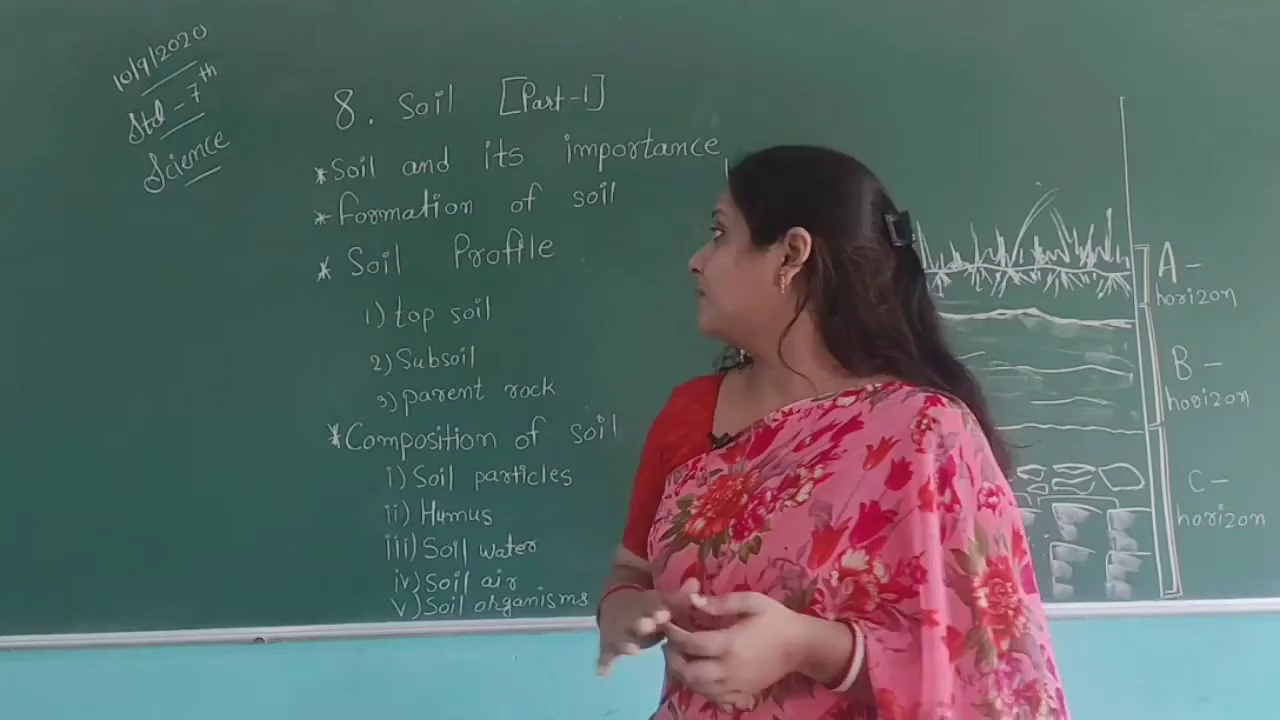 10/9/2020
Std - 7th
Science
8. Soil [Part-1]
* Soil and its importance
* Formation of soil
* Soil Profile
1) top soil
2) Subsoil
3) parent rock
* Composition of soil
i) Soil particles
ii) Humus
iii) Soil water
iv) Soil air
v) Soil organisms
A -
horizon
B -
horizon
C -
horizon